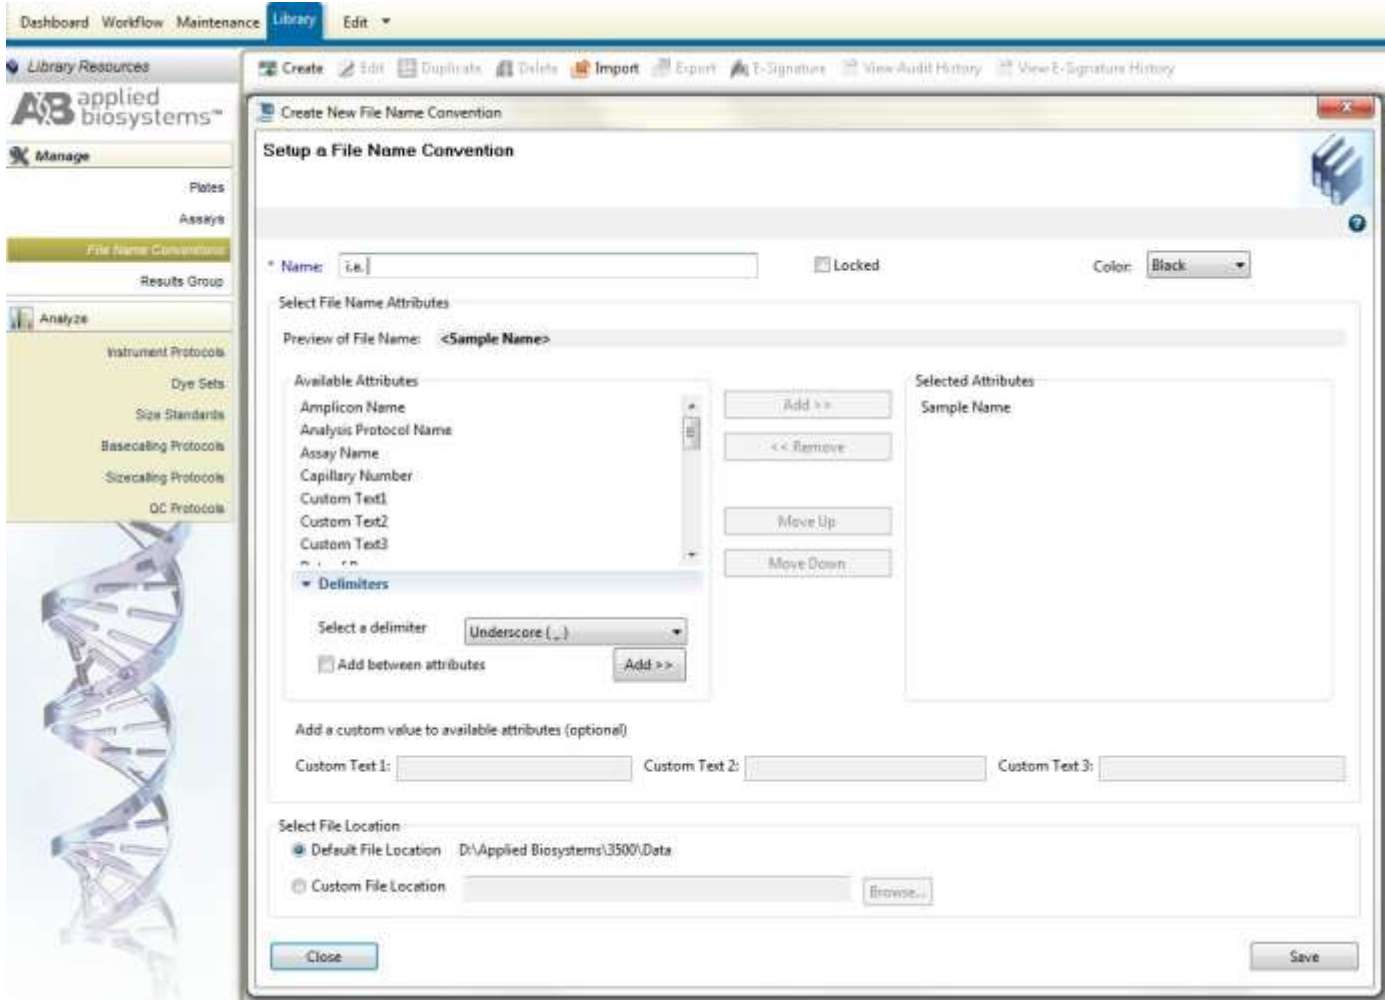 Dashboard Workflow Maintenance Library Edit
Library Resources
Create Edit Duplicate Delete Import Export E-Signature View Audit History View E-Signature History
AB applied biosystems™
Create New File Name Convention
x
Setup a File Name Convention
Manage
Plates
Assays
File Name Conventions
Results Group
Analyze
Instrument Protocols
Dye Sets
Size Standards
Basecalling Protocols
Sizecalling Protocols
QC Protocols
?
* Name: i.e.
Locked
Color: Black
Select File Name Attributes
Preview of File Name: <Sample Name>
Available Attributes
Amplicon Name
Analysis Protocol Name
Assay Name
Capillary Number
Custom Text1
Custom Text2
Custom Text3
Add >>
<< Remove
Move Up
Move Down
Selected Attributes
Sample Name
Delimiters
Select a delimiter Underscore ( _ )
Add between attributes Add >>
Add a custom value to available attributes (optional)
Custom Text 1: Custom Text 2: Custom Text 3:
Select File Location
Default File Location D:\Applied Biosystems\3500\Data
Custom File Location Browse...
Close Save